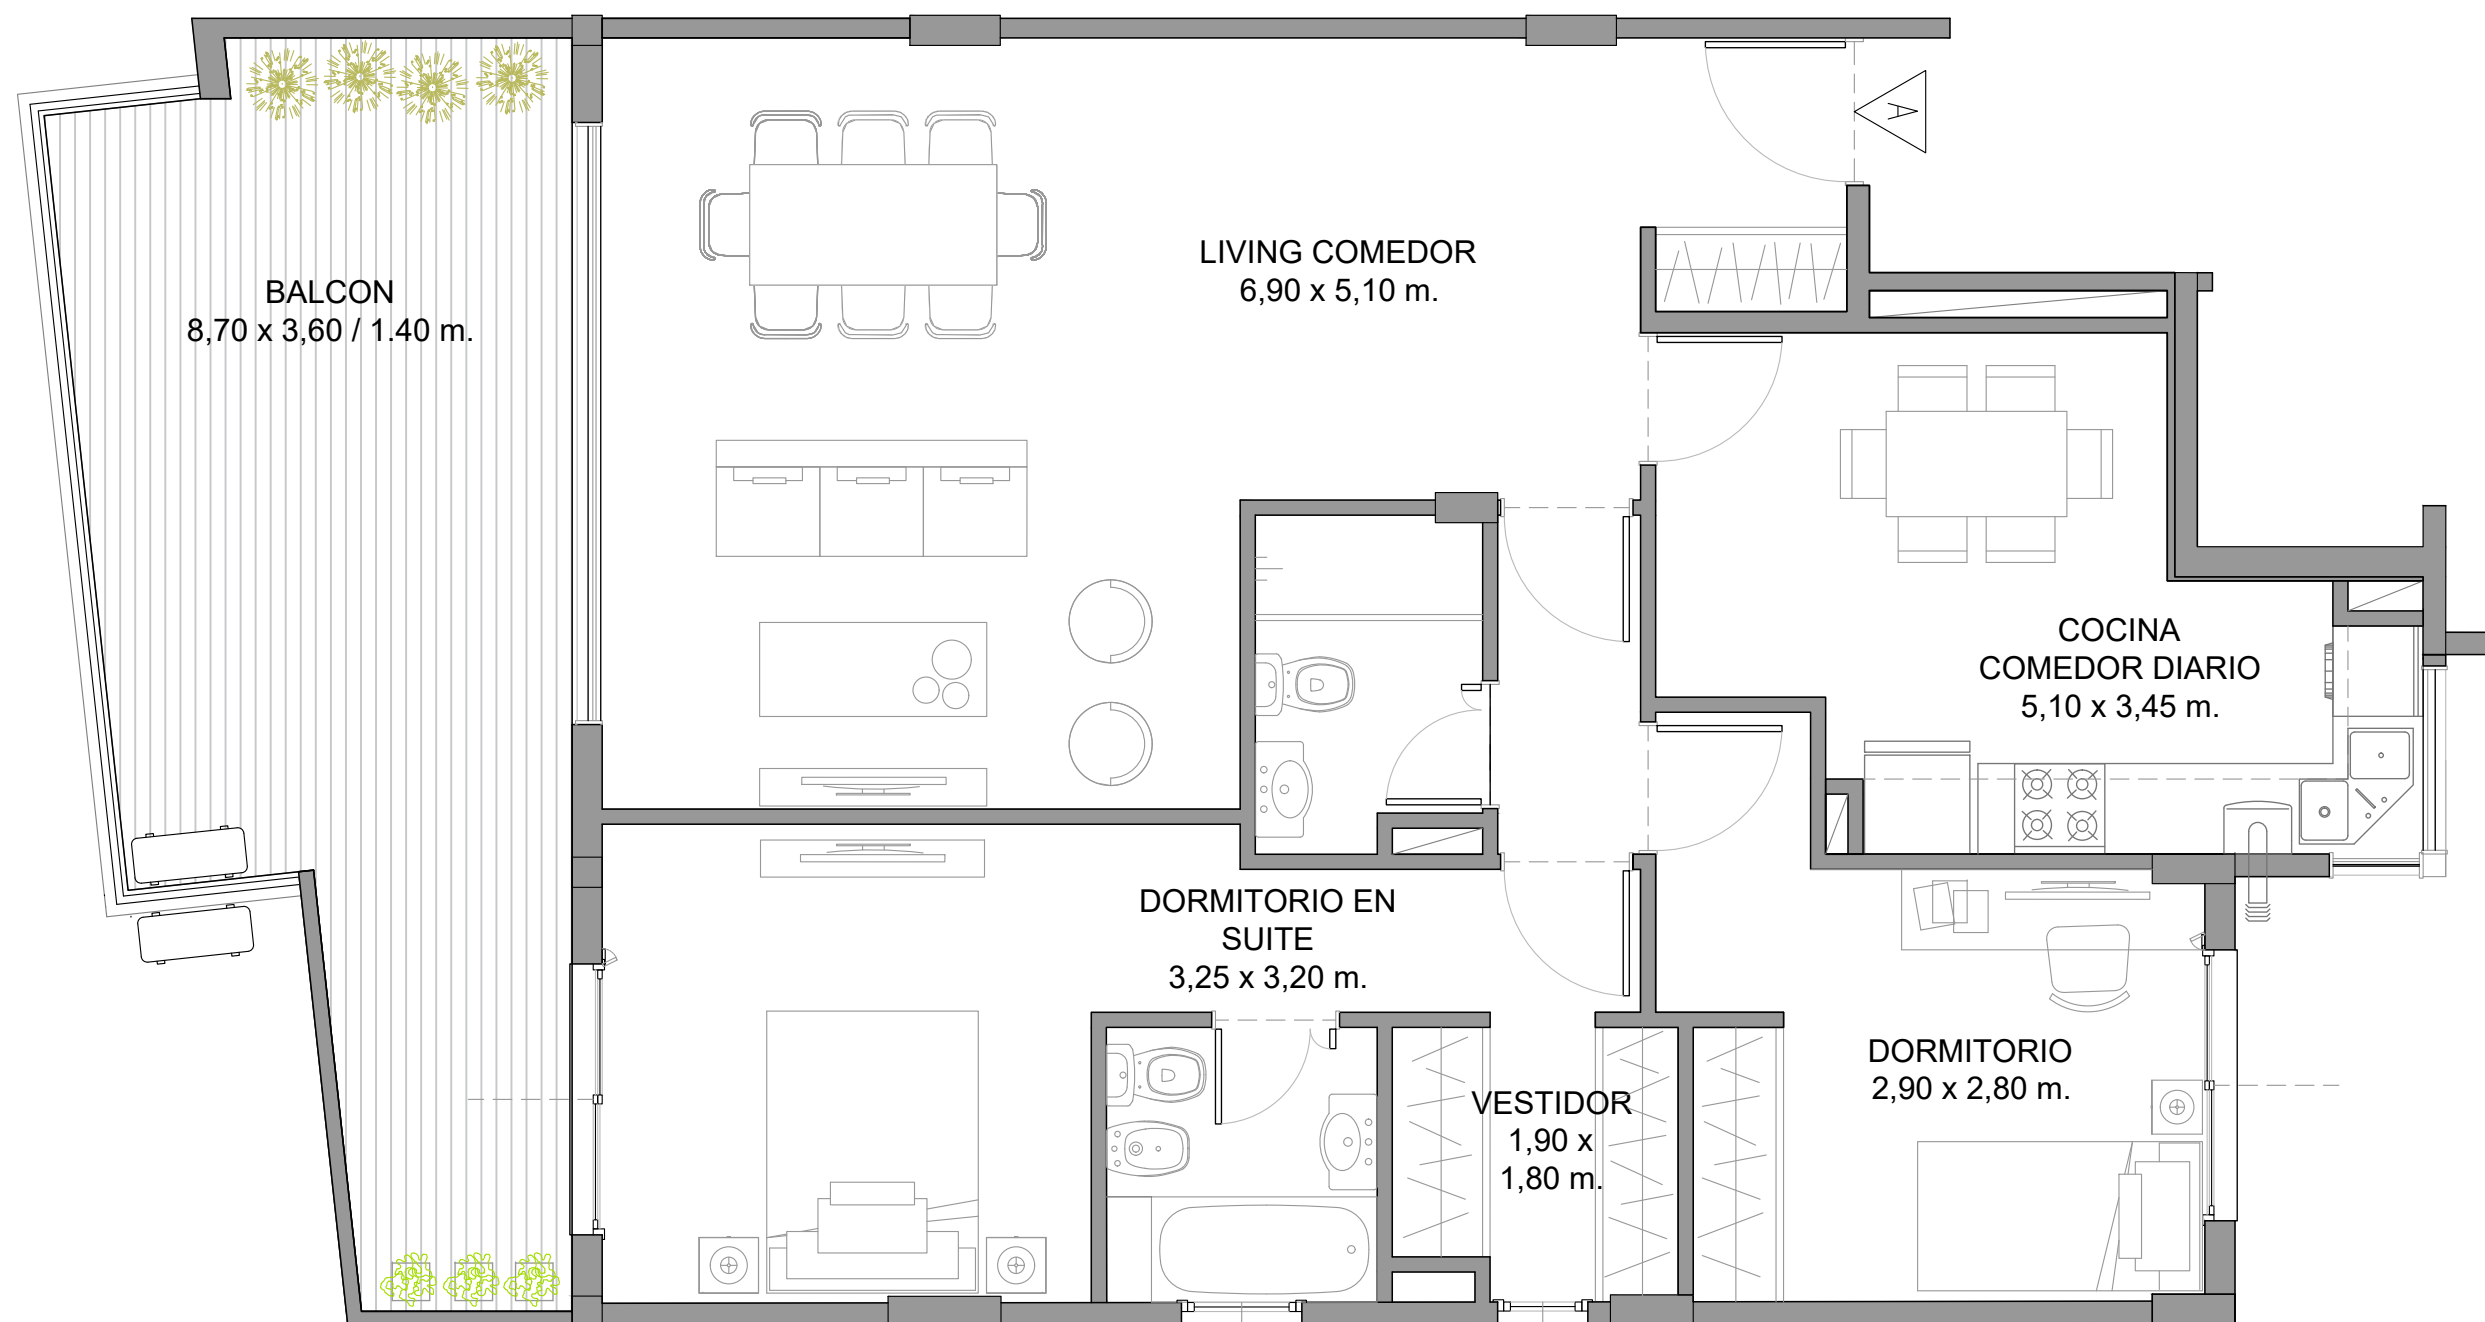 A
LIVING COMEDOR
6,90 x 5,10 m.
BALCON
8,70 x 3,60 / 1.40 m.
COCINA
COMEDOR DIARIO
5,10 x 3,45 m.
DORMITORIO EN
SUITE
3,25 x 3,20 m.
DORMITORIO
2,90 x 2,80 m.
VESTIDOR
1,90 x
1,80 m.